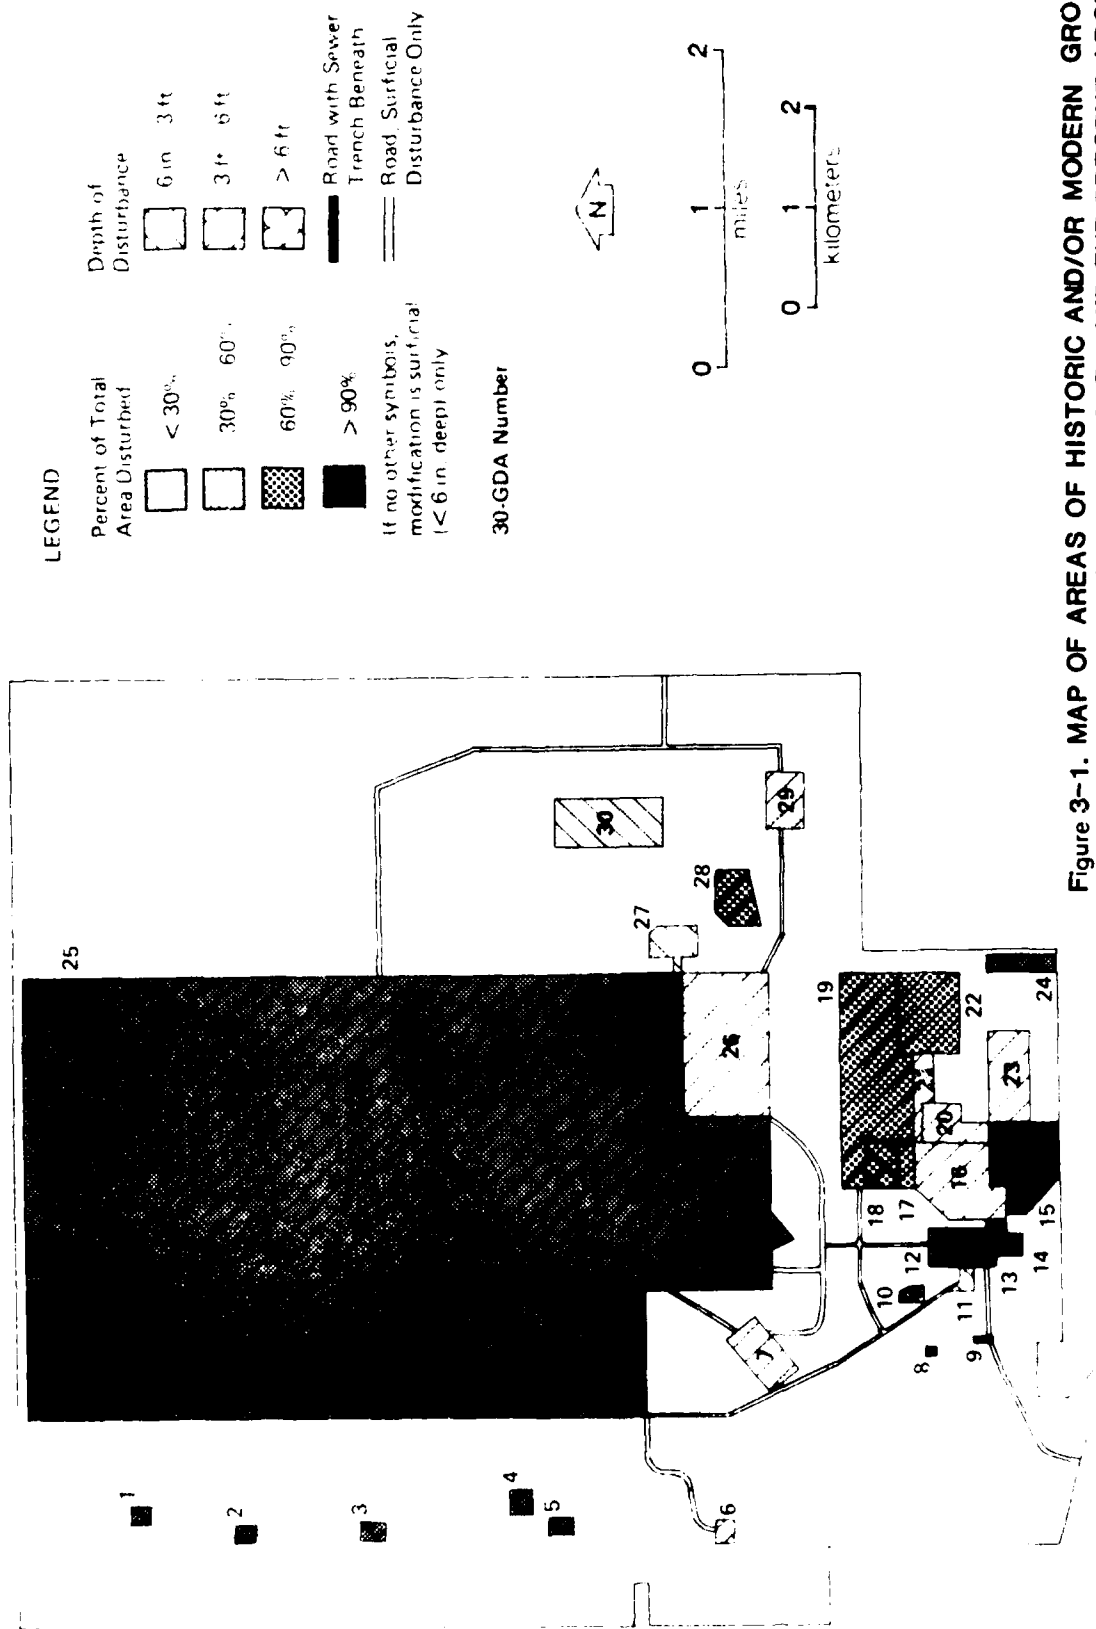 LEGEND
Percent of Total
Area Disturbed
< 30%
30% 60%
60% 90%
> 90%
If no other symbols,
modification is surficial
(< 6 in. deep) only
30-GDA Number
Depth of
Disturbance
6 in 3 ft
3 ft 6 ft
> 6 ft
Road with Sewer
Trench Beneath
Road, Surficial
Disturbance Only
N
0 1 2
miles
0 1 2
kilometers
1
2
3
4
5
6
7
8
9
10
11
12
13
14
15
16
17
18
19
20
21
22
23
24
25
26
27
28
29
30
Figure 3-1. MAP OF AREAS OF HISTORIC AND/OR MODERN GRO